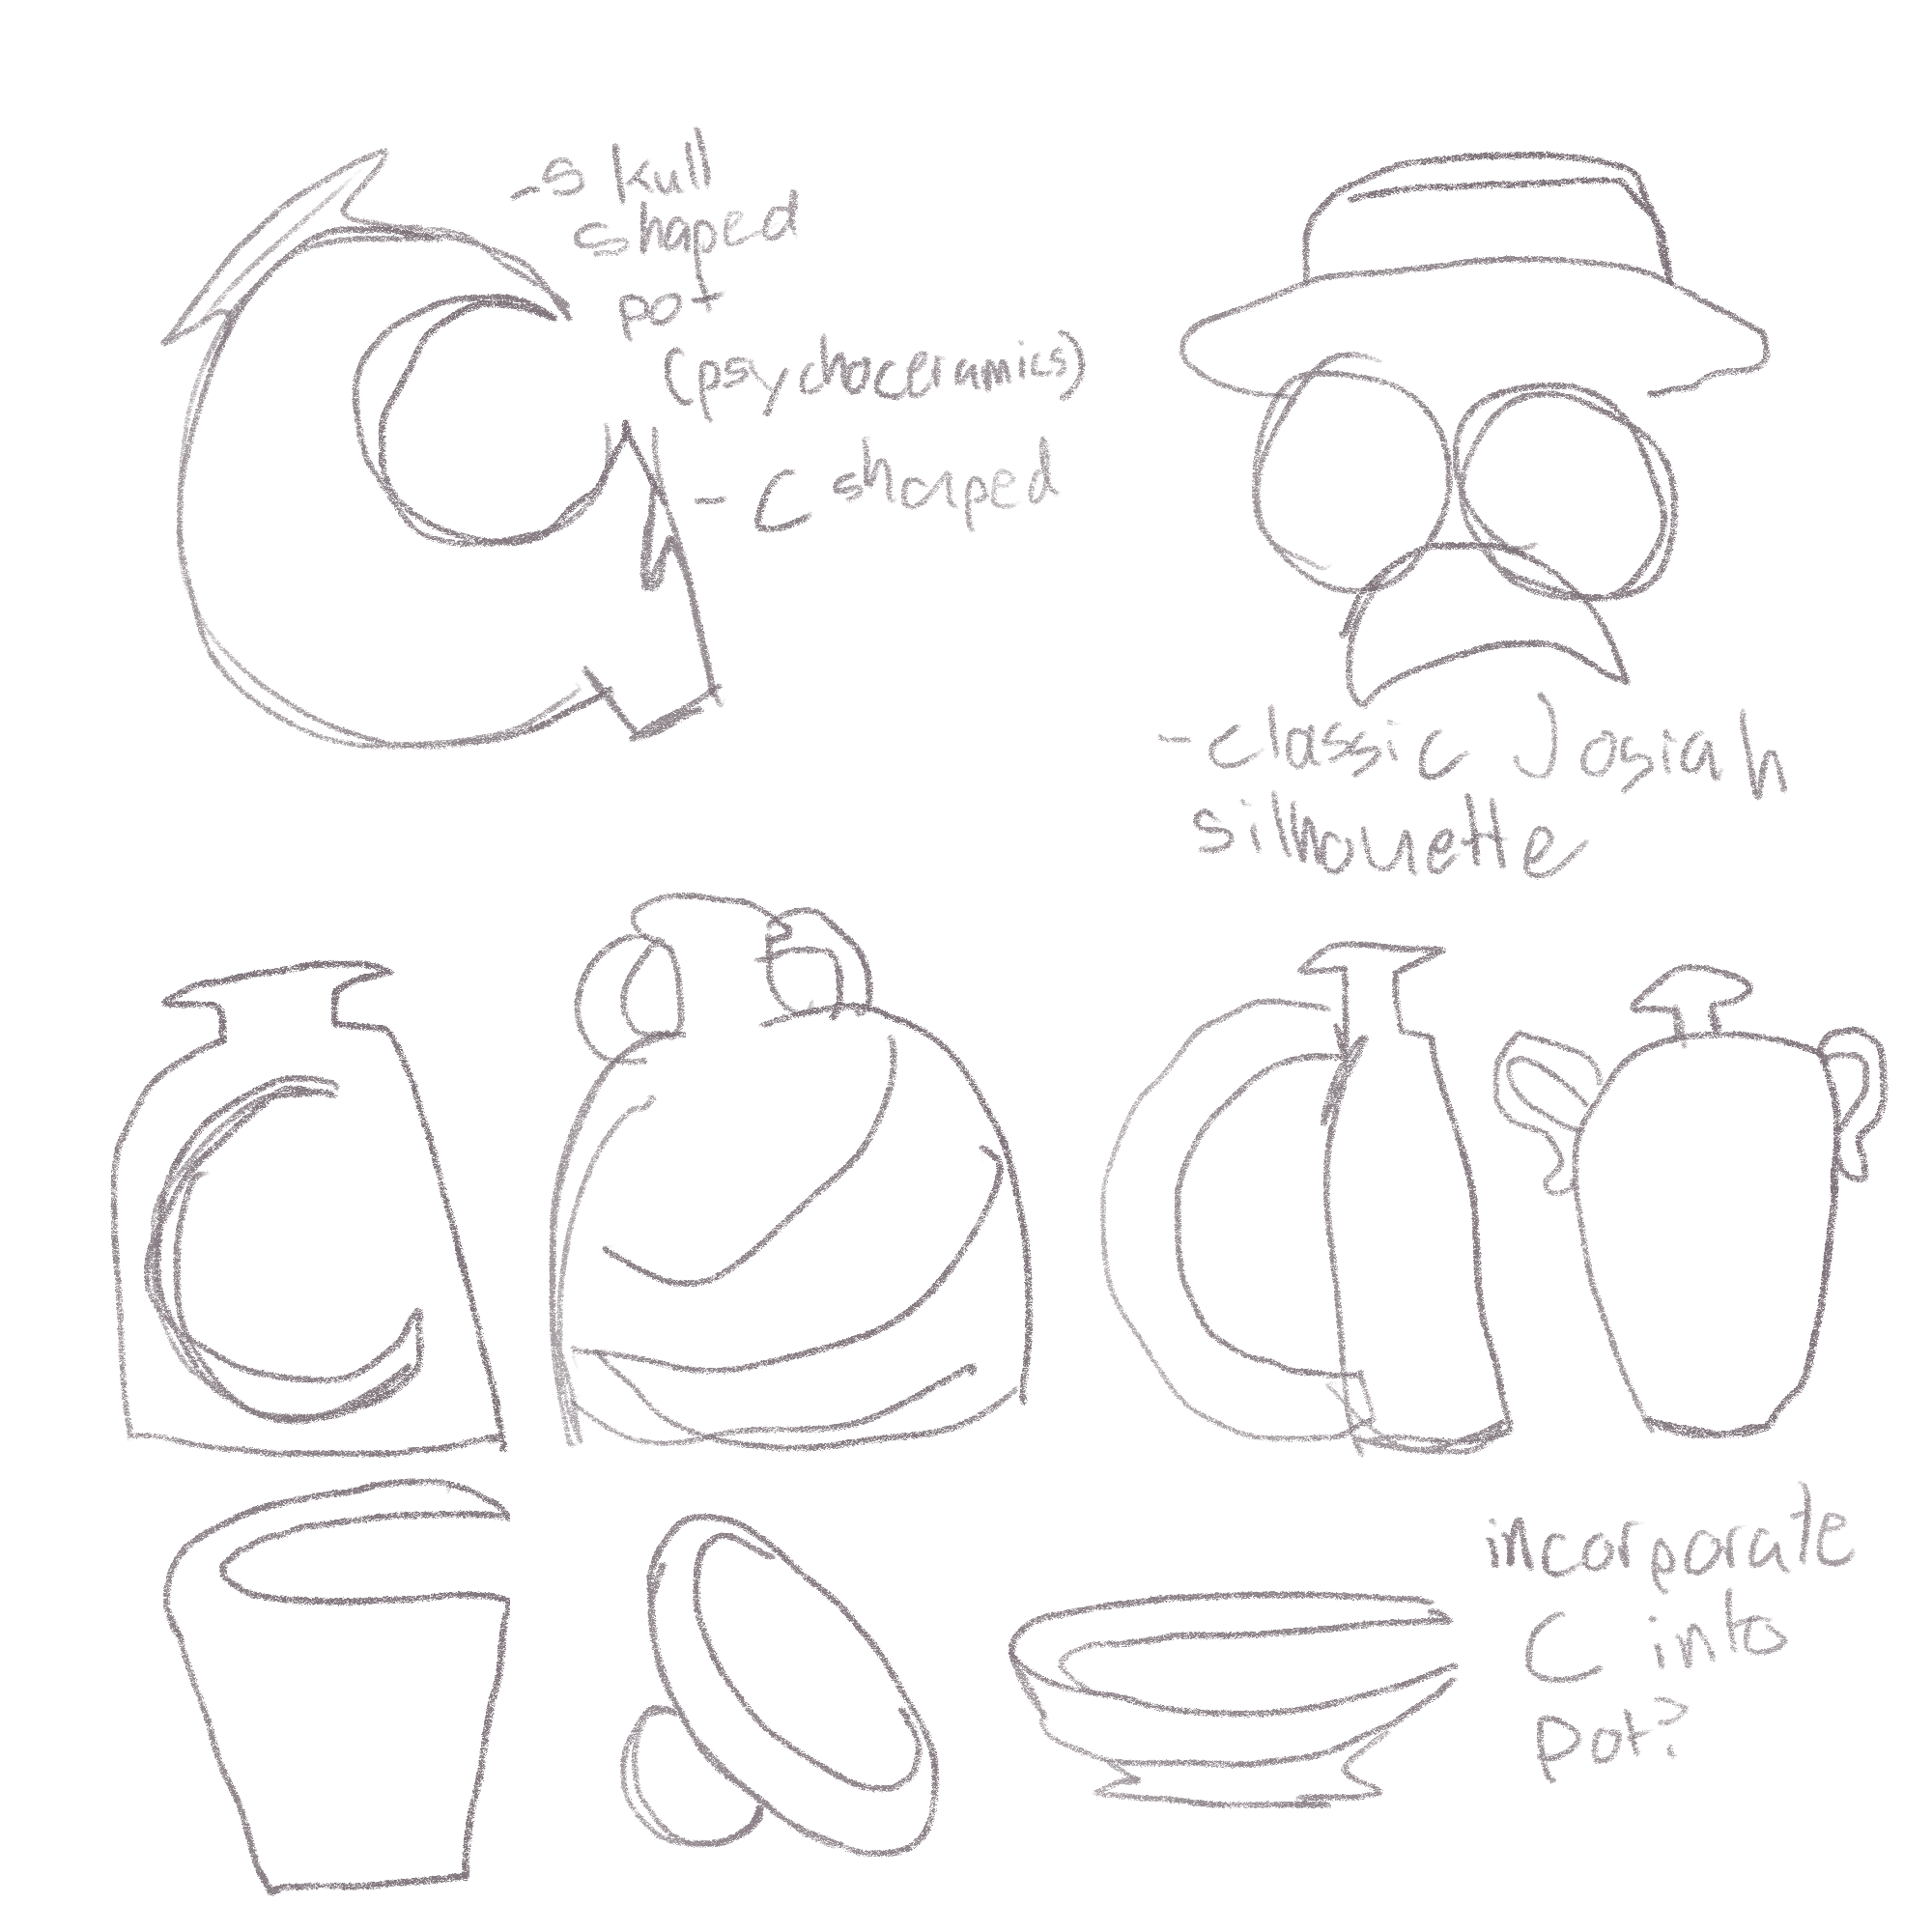 -skull
shaped
pot
(psychoceramics)
- C shaped
-classic Josiah
silhouette
incorporate
C into
pot?